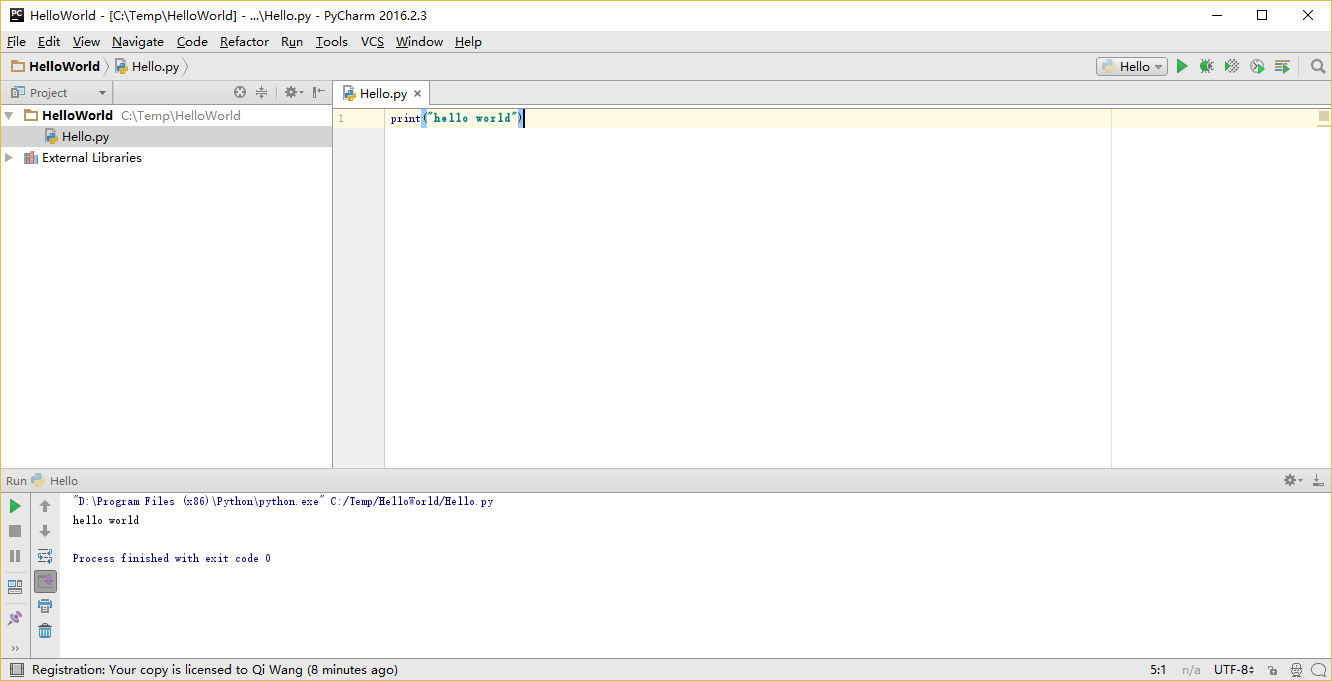 HelloWorld - [C:\Temp\HelloWorld] - ...\Hello.py - PyCharm 2016.2.3
File Edit View Navigate Code Refactor Run Tools VCS Window Help
HelloWorld Hello.py Hello
Project
Hello.py
HelloWorld C:\Temp\HelloWorld
Hello.py
External Libraries
1 print("hello world")
Run Hello
"D:\Program Files (x86)\Python\python.exe" C:/Temp/HelloWorld/Hello.py
hello world
Process finished with exit code 0
Registration: Your copy is licensed to Qi Wang (8 minutes ago) 5:1 n/a UTF-8